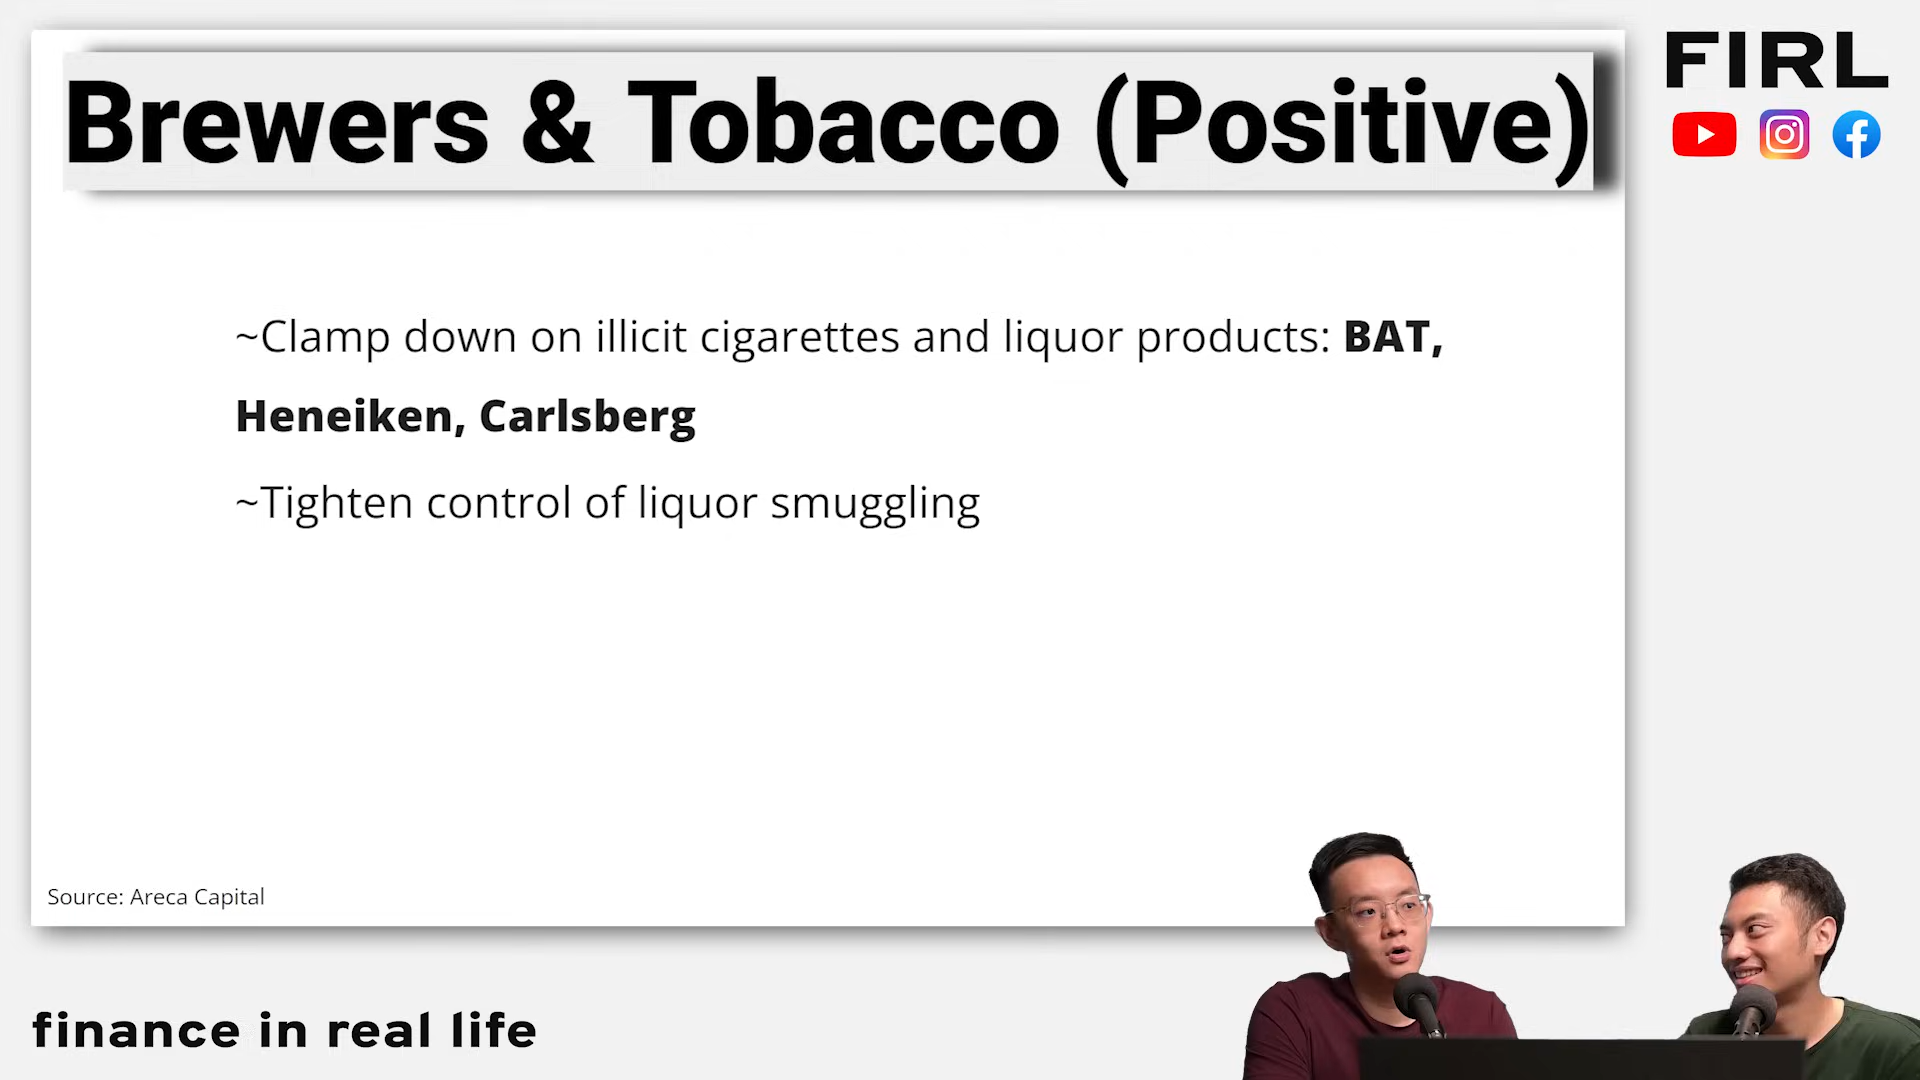 Brewers & Tobacco (Positive)
FIRL
~Clamp down on illicit cigarettes and liquor products: BAT,
Heneiken, Carlsberg
~Tighten control of liquor smuggling
Source: Areca Capital
finance in real life